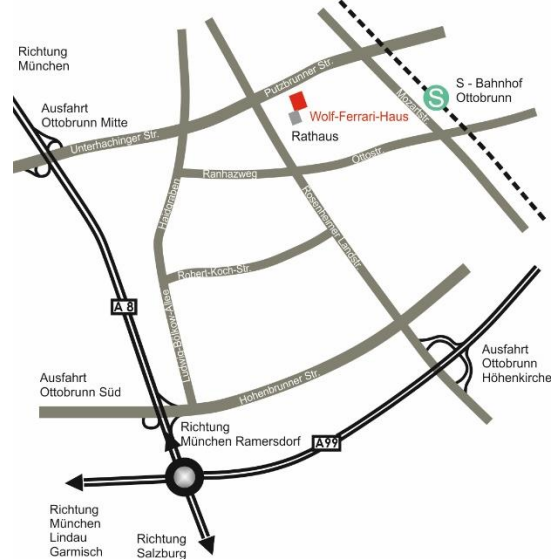 Richtung
München
Ausfahrt
Ottobrunn Mitte
Unterhachinger Str.
Putzbrunner Str.
Mozartstr.
S
S - Bahnhof
Ottobrunn
Wolf-Ferrari-Haus
Rathaus
Haidgraben
Ranhazweg
Ottostr.
Rosenheimer Landstr.
Robert-Koch-Str.
Ludwig-Bölkow-Allee
A 8
Ausfahrt
Ottobrunn Süd
Hohenbrunner Str.
Ausfahrt
Ottobrunn
Höhenkirche
Richtung
München Ramersdorf
A99
Richtung
München
Lindau
Garmisch
Richtung
Salzburg